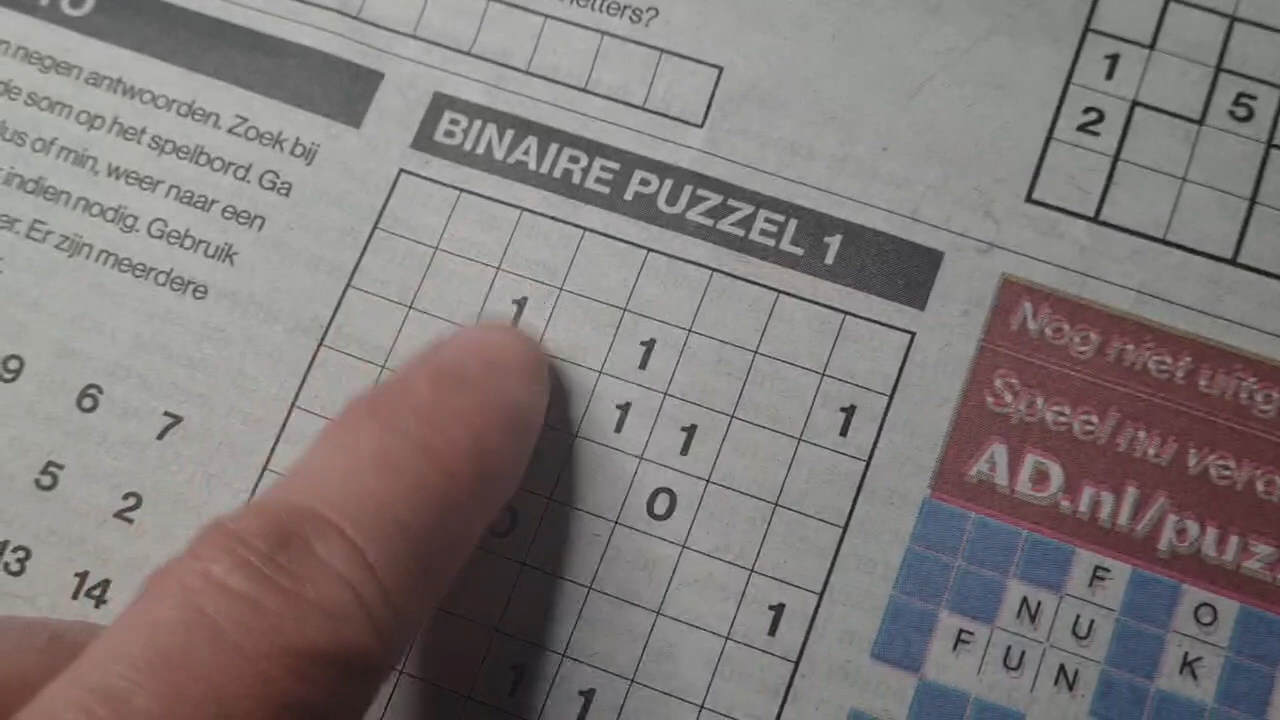 letters?
n negen antwoorden. Zoek bij
de som op het spelbord. Ga
lus of min, weer naar een
indien nodig. Gebruik
er. Er zijn meerdere
9 6 7
5 2
13 14
BINAIRE PUZZEL 1
1
1
1 1 1
0 0
1
1 1
1
5
2
Nog niet uitg
Speel nu vera
AD.nl/puz
F
N U O
F U N K